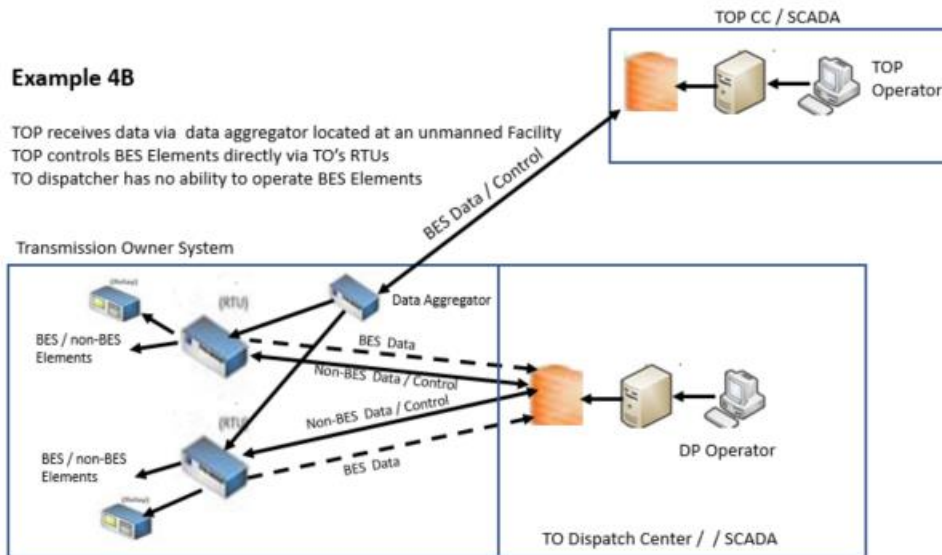 TOP CC / SCADA
Example 4B
TOP
Operator
TOP receives data via data aggregator located at an unmanned Facility
TOP controls BES Elements directly via TO's RTUs
TO dispatcher has no ability to operate BES Elements
BES Data / Control
Transmission Owner System
(Relay)
(RTU)
Data Aggregator
BES / non-BES
Elements
BES Data
Non-BES Data / Control
Non-BES Data / Control
(RTU)
BES / non-BES
Elements
BES Data
DP Operator
(Relay)
TO Dispatch Center / / SCADA